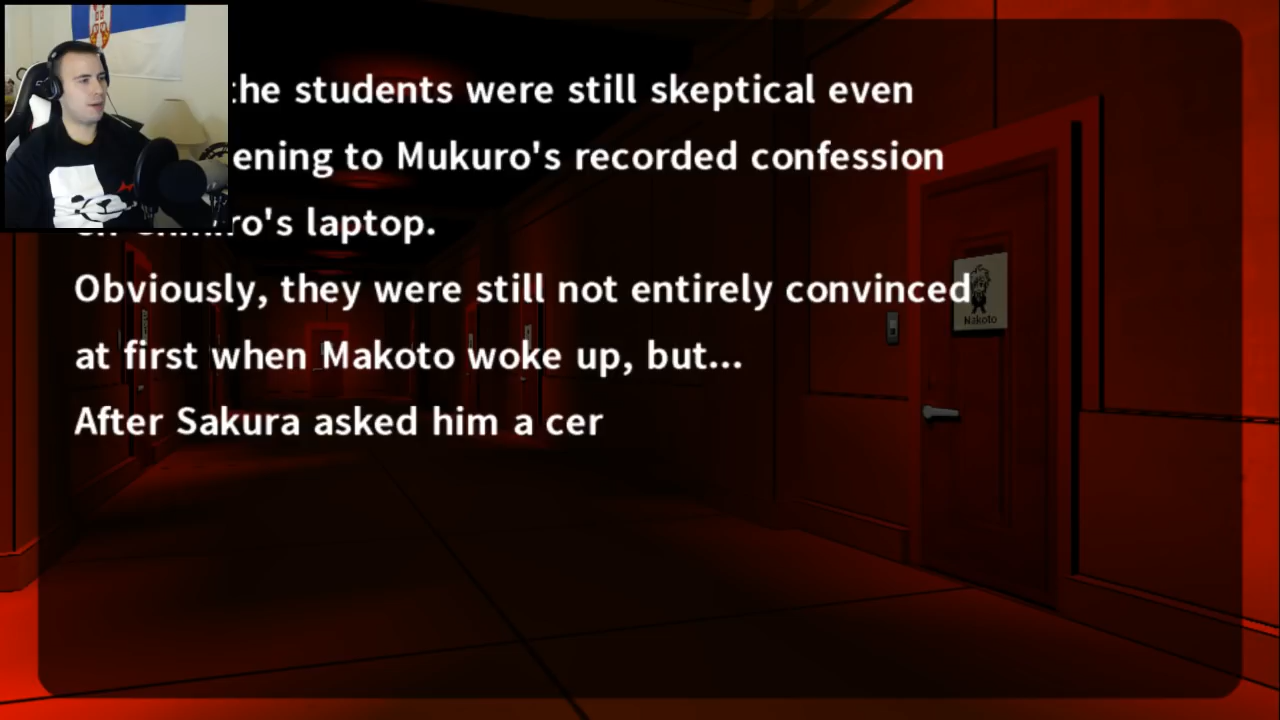 the students were still skeptical even
ening to Mukuro's recorded confession
ro's laptop.
Obviously, they were still not entirely convinced
at first when Makoto woke up, but...
After Sakura asked him a cer
Nakoto